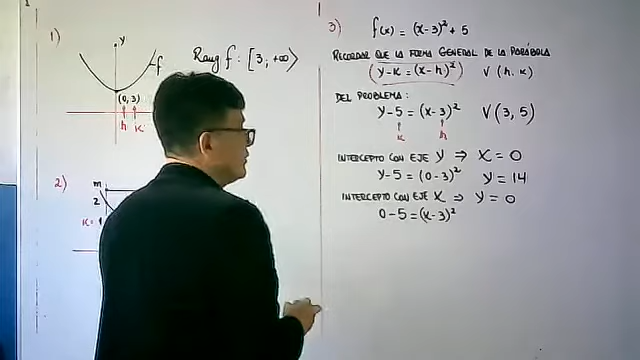 1)
y
f
Rang f : [3, +∞⟩
(0,3)
h
k
2)
m
2
k = 1
3) f(x) = (x-3)² + 5
RECORDAR QUE LA FORMA GENERAL DE LA PARÁBOLA
(y-k = (x-h)²) V (h, k)
DEL PROBLEMA:
y-5 = (x-3)² V(3, 5)
k
h
INTERCEPTO CON EJE y ⇒ x = 0
y-5 = (0-3)² y = 14
INTERCEPTO CON EJE x ⇒ y = 0
0-5 = (x-3)²